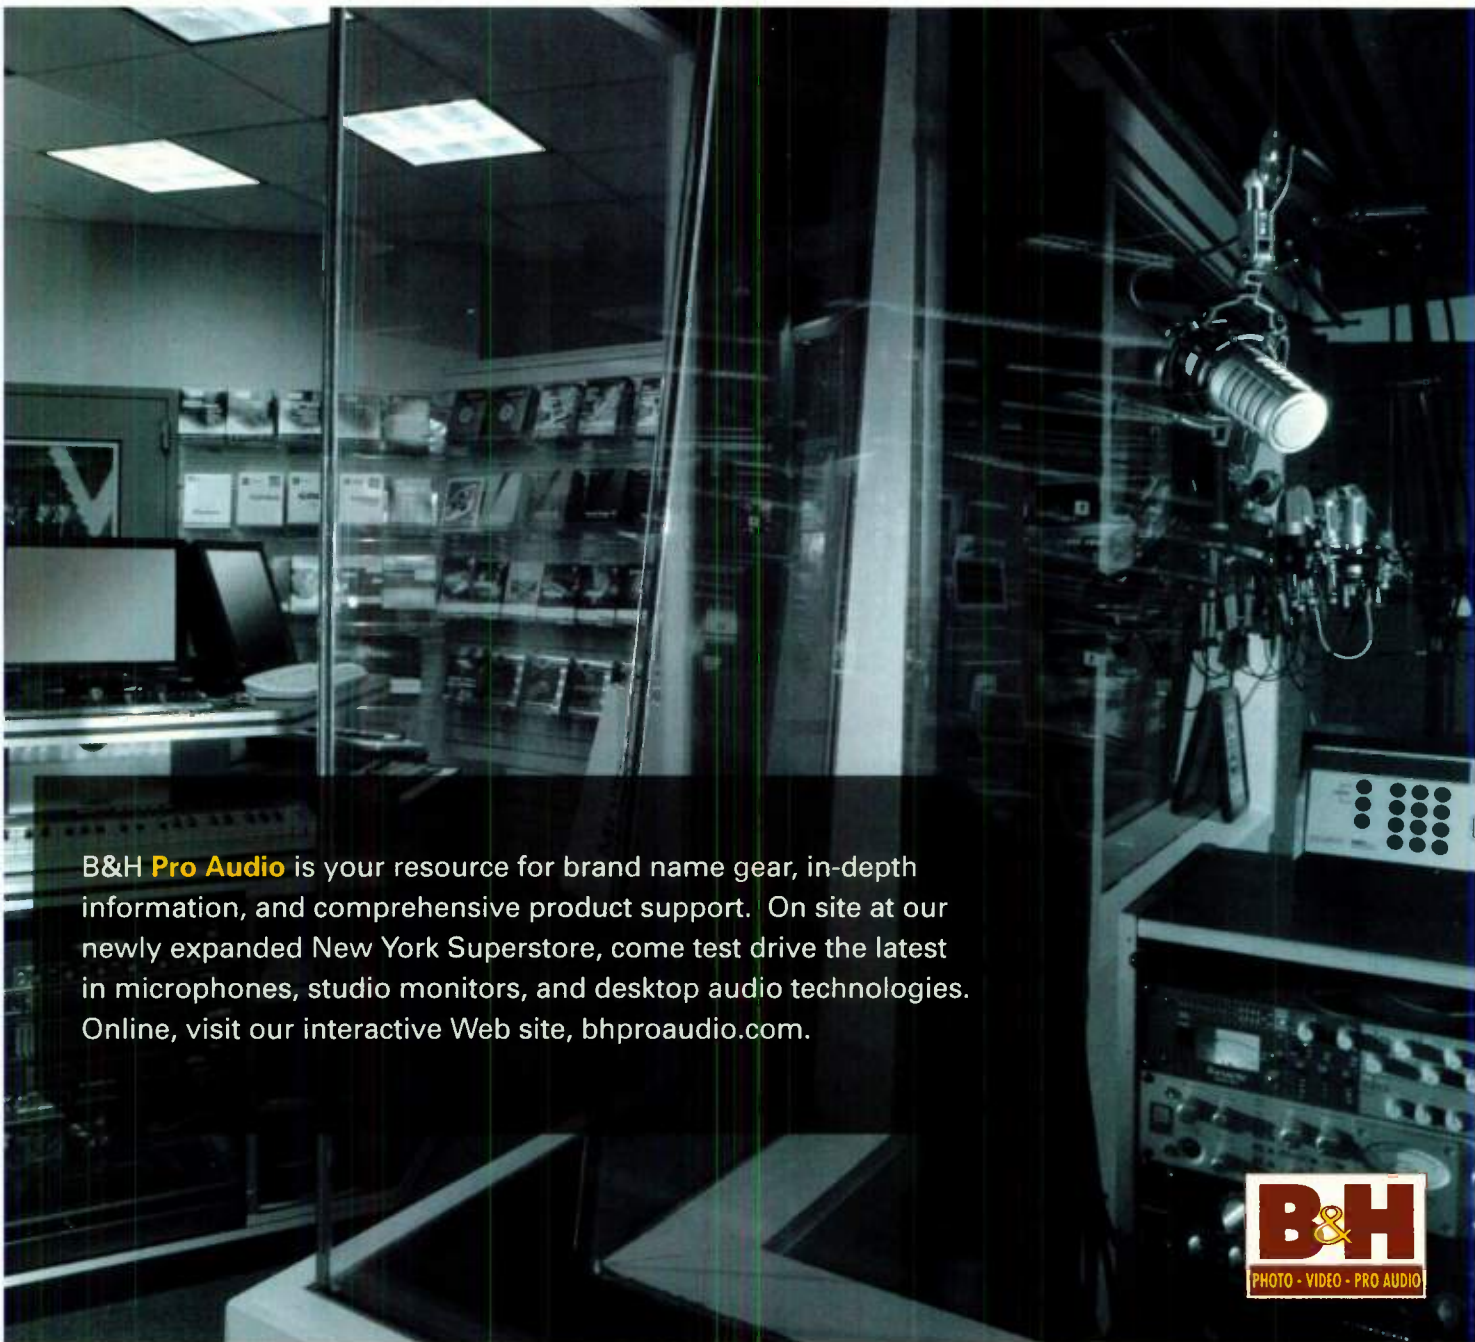 B&H Pro Audio is your resource for brand name gear, in-depth
information, and comprehensive product support. On site at our
newly expanded New York Superstore, come test drive the latest
in microphones, studio monitors, and desktop audio technologies.
Online, visit our interactive Web site, bhproaudio.com.
B&H
PHOTO - VIDEO - PRO AUDIO